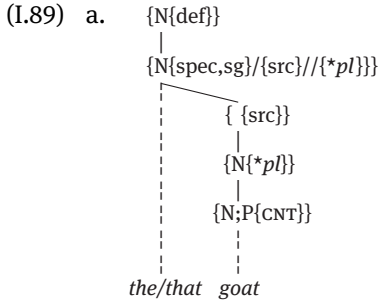 (I.89) a. {N{def}}
{N{spec,sg}/{src}//{*pl}}}
{ {src}}
{N{*pl}}
{N;P{CNT}}
the/that goat